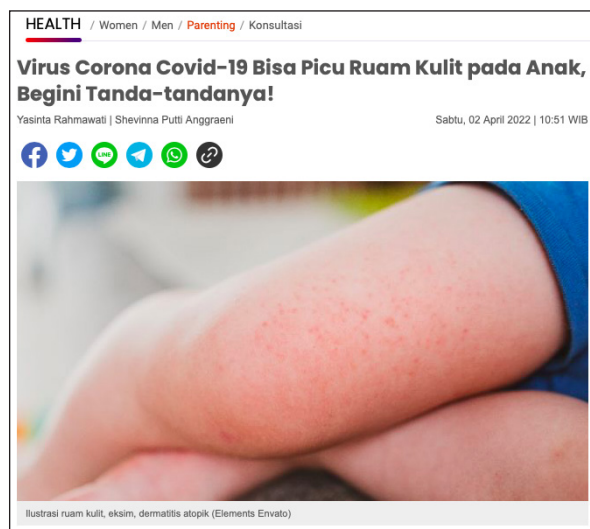 HEALTH / Women / Men / Parenting / Konsultasi
Virus Corona Covid-19 Bisa Picu Ruam Kulit pada Anak,
Begini Tanda-tandanya!
Yasinta Rahmawati | Shevinna Putti Anggraeni Sabtu, 02 April 2022 | 10:51 WIB
LINE
Ilustrasi ruam kulit, eksim, dermatitis atopik (Elements Envato)